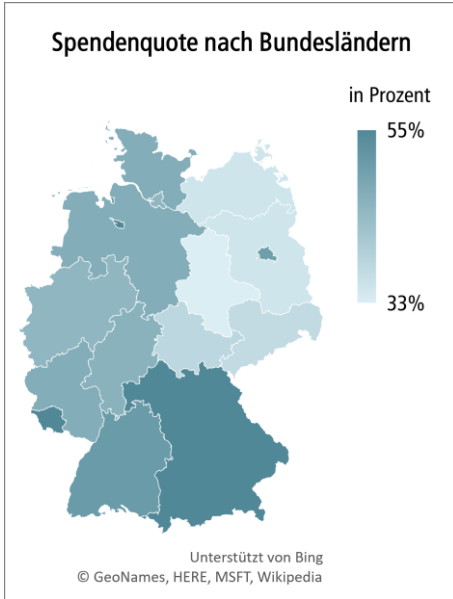 Spendenquote nach Bundesländern
in Prozent
55%
33%
Unterstützt von Bing
© GeoNames, HERE, MSFT, Wikipedia